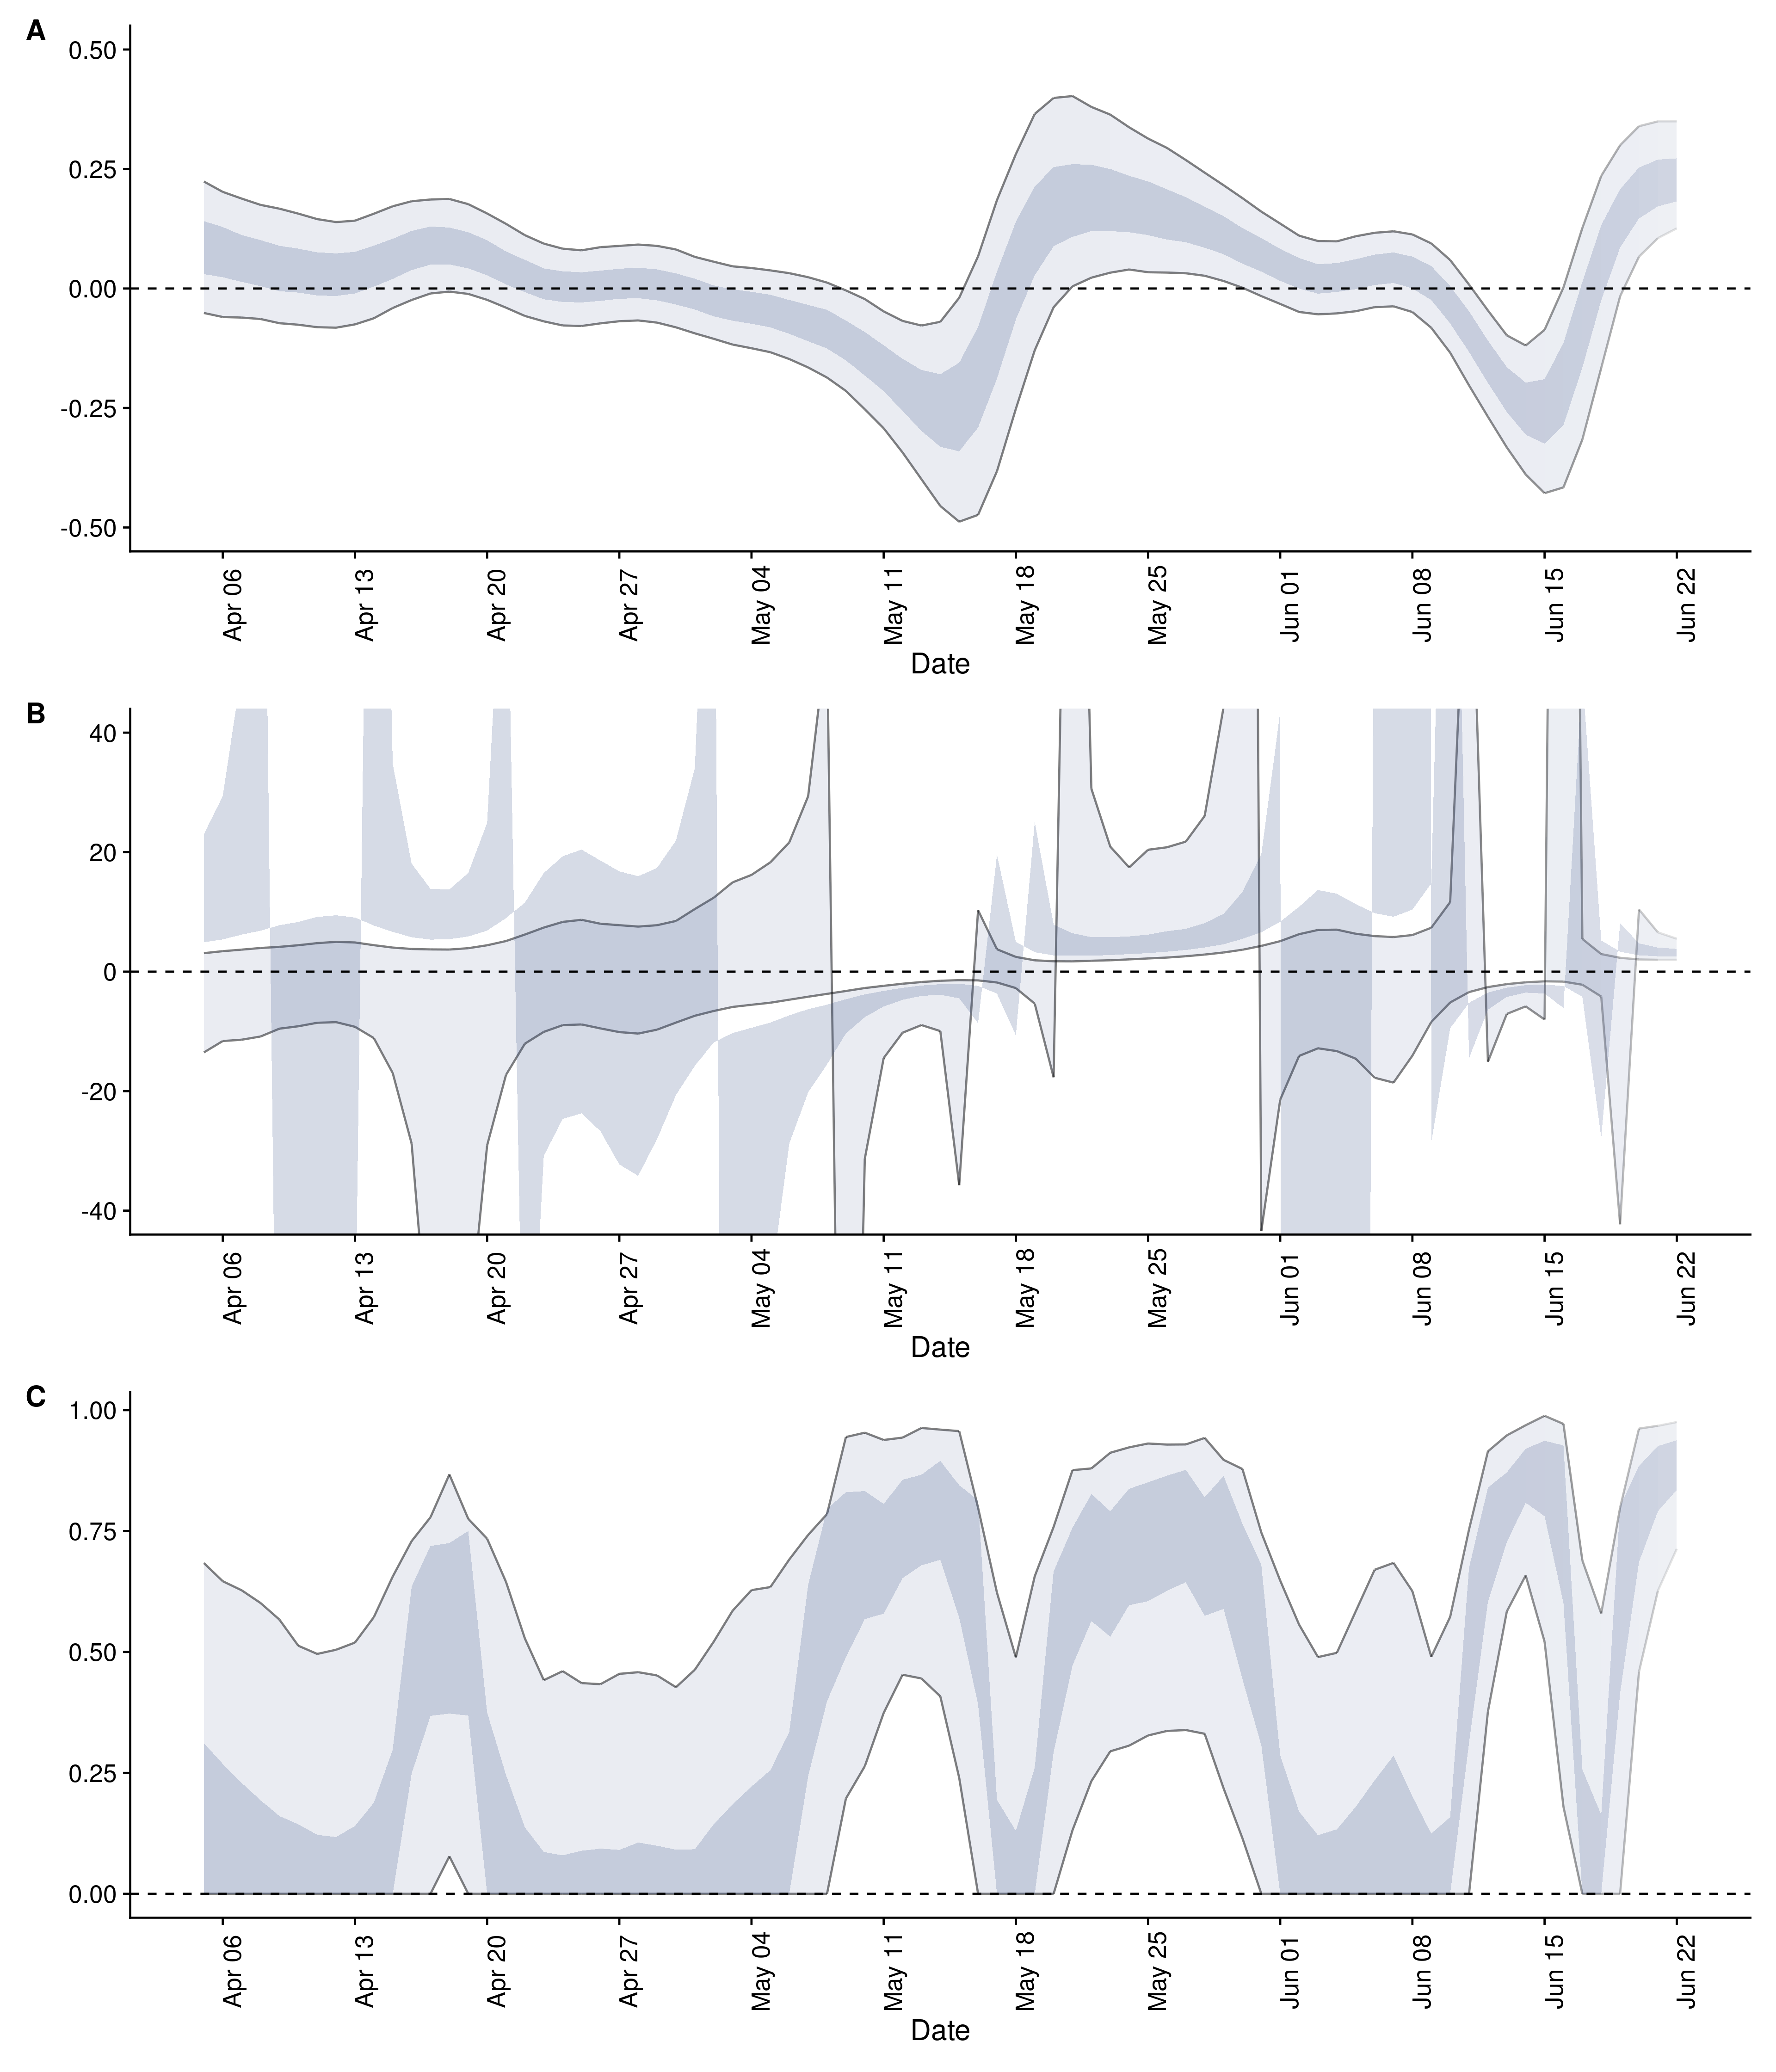 A
0.50
0.25
0.00
-0.25
-0.50
Apr 06
Apr 13
Apr 20
Apr 27
May 04
May 11
May 18
May 25
Jun 01
Jun 08
Jun 15
Jun 22
Date
B
40
20
0
-20
-40
Apr 06
Apr 13
Apr 20
Apr 27
May 04
May 11
May 18
May 25
Jun 01
Jun 08
Jun 15
Jun 22
Date
C
1.00
0.75
0.50
0.25
0.00
Apr 06
Apr 13
Apr 20
Apr 27
May 04
May 11
May 18
May 25
Jun 01
Jun 08
Jun 15
Jun 22
Date